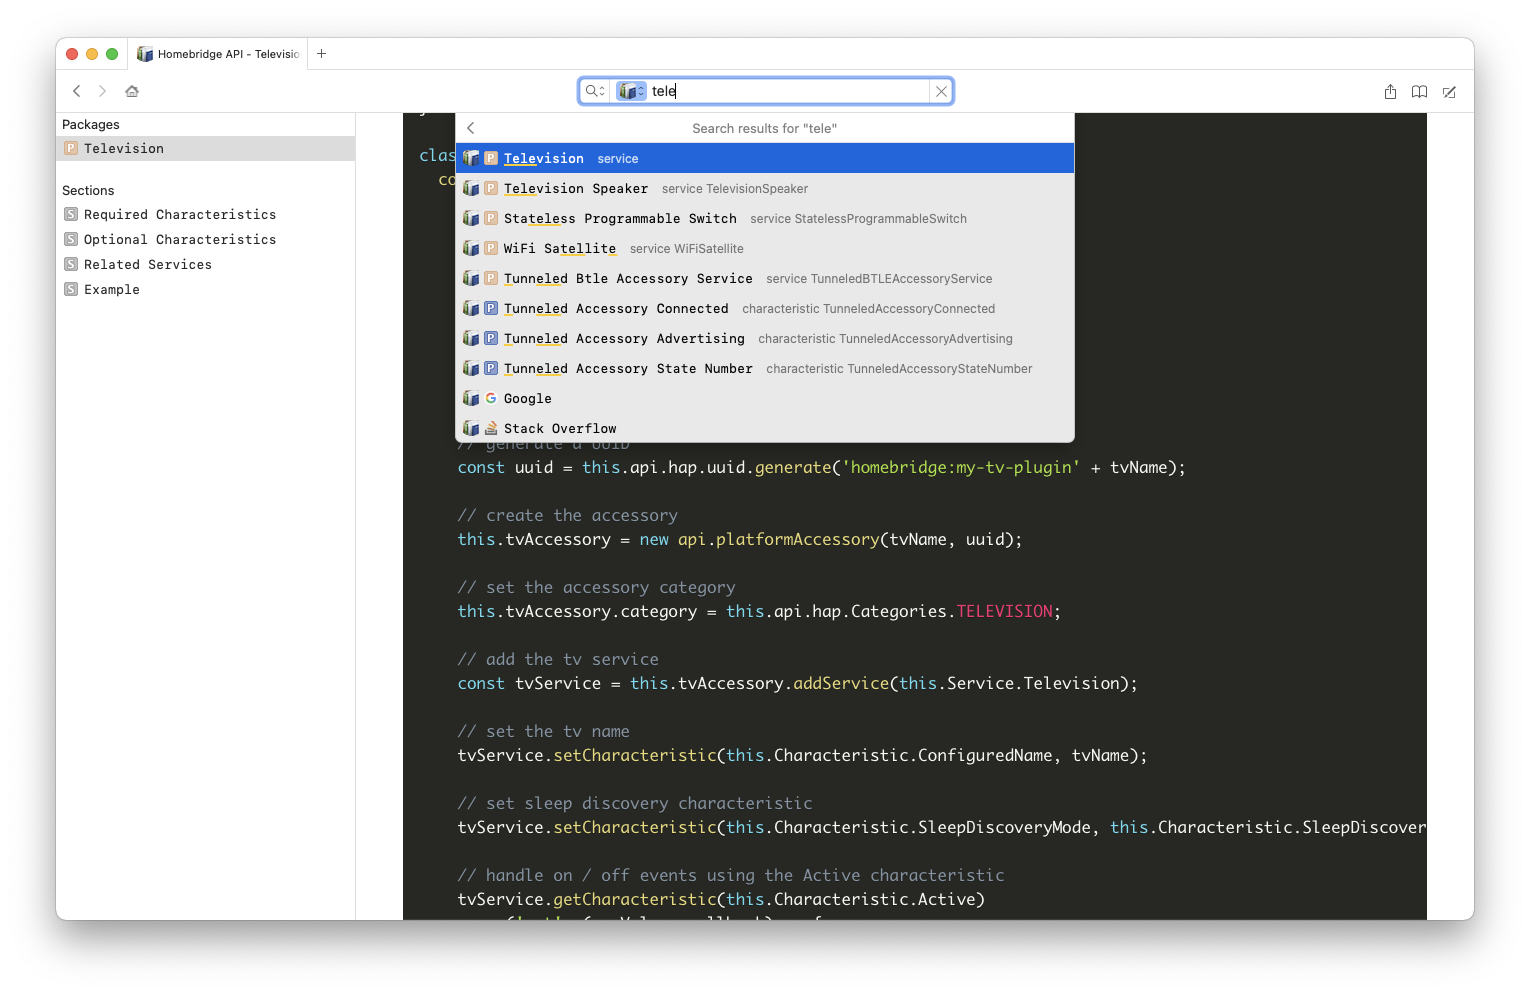 Homebridge API - Televisio
tele
Packages
P Television
Sections
S Required Characteristics
S Optional Characteristics
S Related Services
S Example
Search results for "tele"
P Television service
P Television Speaker service TelevisionSpeaker
P Stateless Programmable Switch service StatelessProgrammableSwitch
P WiFi Satellite service WiFiSatellite
P Tunneled Btle Accessory Service service TunneledBTLEAccessoryService
P Tunneled Accessory Connected characteristic TunneledAccessoryConnected
P Tunneled Accessory Advertising characteristic TunneledAccessoryAdvertising
P Tunneled Accessory State Number characteristic TunneledAccessoryStateNumber
G Google
Stack Overflow
clas
co
// generate a UUID
const uuid = this.api.hap.uuid.generate('homebridge:my-tv-plugin' + tvName);
// create the accessory
this.tvAccessory = new api.platformAccessory(tvName, uuid);
// set the accessory category
this.tvAccessory.category = this.api.hap.Categories.TELEVISION;
// add the tv service
const tvService = this.tvAccessory.addService(this.Service.Television);
// set the tv name
tvService.setCharacteristic(this.Characteristic.ConfiguredName, tvName);
// set sleep discovery characteristic
tvService.setCharacteristic(this.Characteristic.SleepDiscoveryMode, this.Characteristic.SleepDiscover
// handle on / off events using the Active characteristic
tvService.getCharacteristic(this.Characteristic.Active)